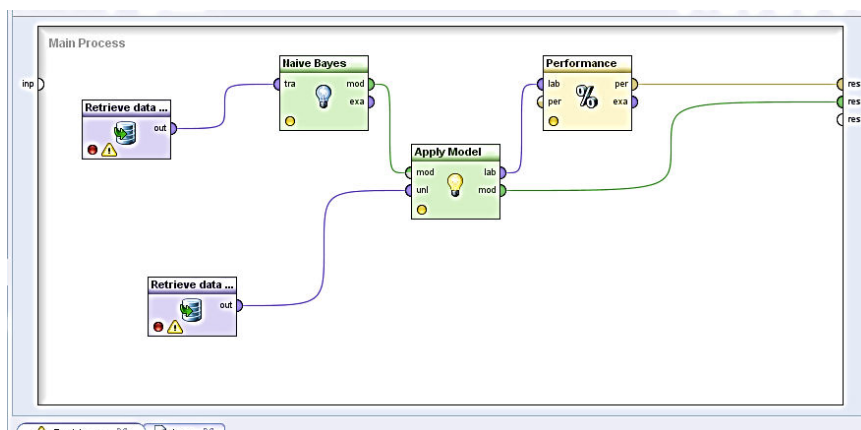 Main Process
inp
Retrieve data ...
out
Naive Bayes
tra
mod
exa
Apply Model
mod
unl
lab
mod
Performance
lab
per
%
per
exa
res
res
res
Retrieve data ...
out